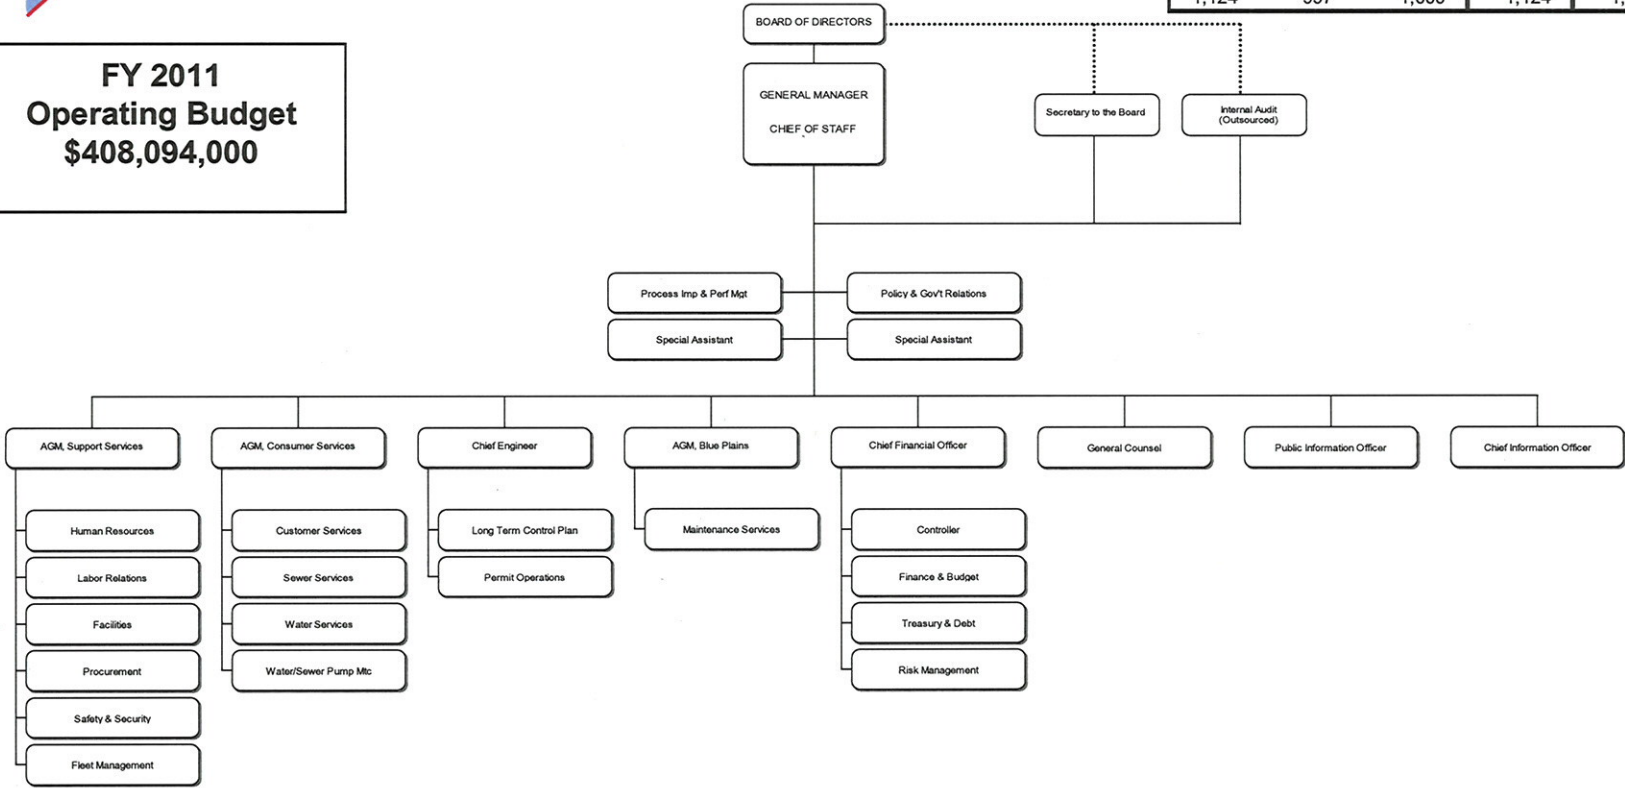 BOARD OF DIRECTORS
FY 2011
Operating Budget
$408,094,000
GENERAL MANAGER
CHIEF OF STAFF
Secretary to the Board
Internal Audit
(Outsourced)
Process Imp & Perf Mgt
Policy & Gov't Relations
Special Assistant
Special Assistant
AGM, Support Services
AGM, Consumer Services
Chief Engineer
AGM, Blue Plains
Chief Financial Officer
General Counsel
Public Information Officer
Chief Information Officer
Human Resources
Customer Services
Long Term Control Plan
Maintenance Services
Controller
Labor Relations
Sewer Services
Permit Operations
Finance & Budget
Facilities
Water Services
Treasury & Debt
Procurement
Water/Sewer Pump Mtc
Risk Management
Safety & Security
Fleet Management